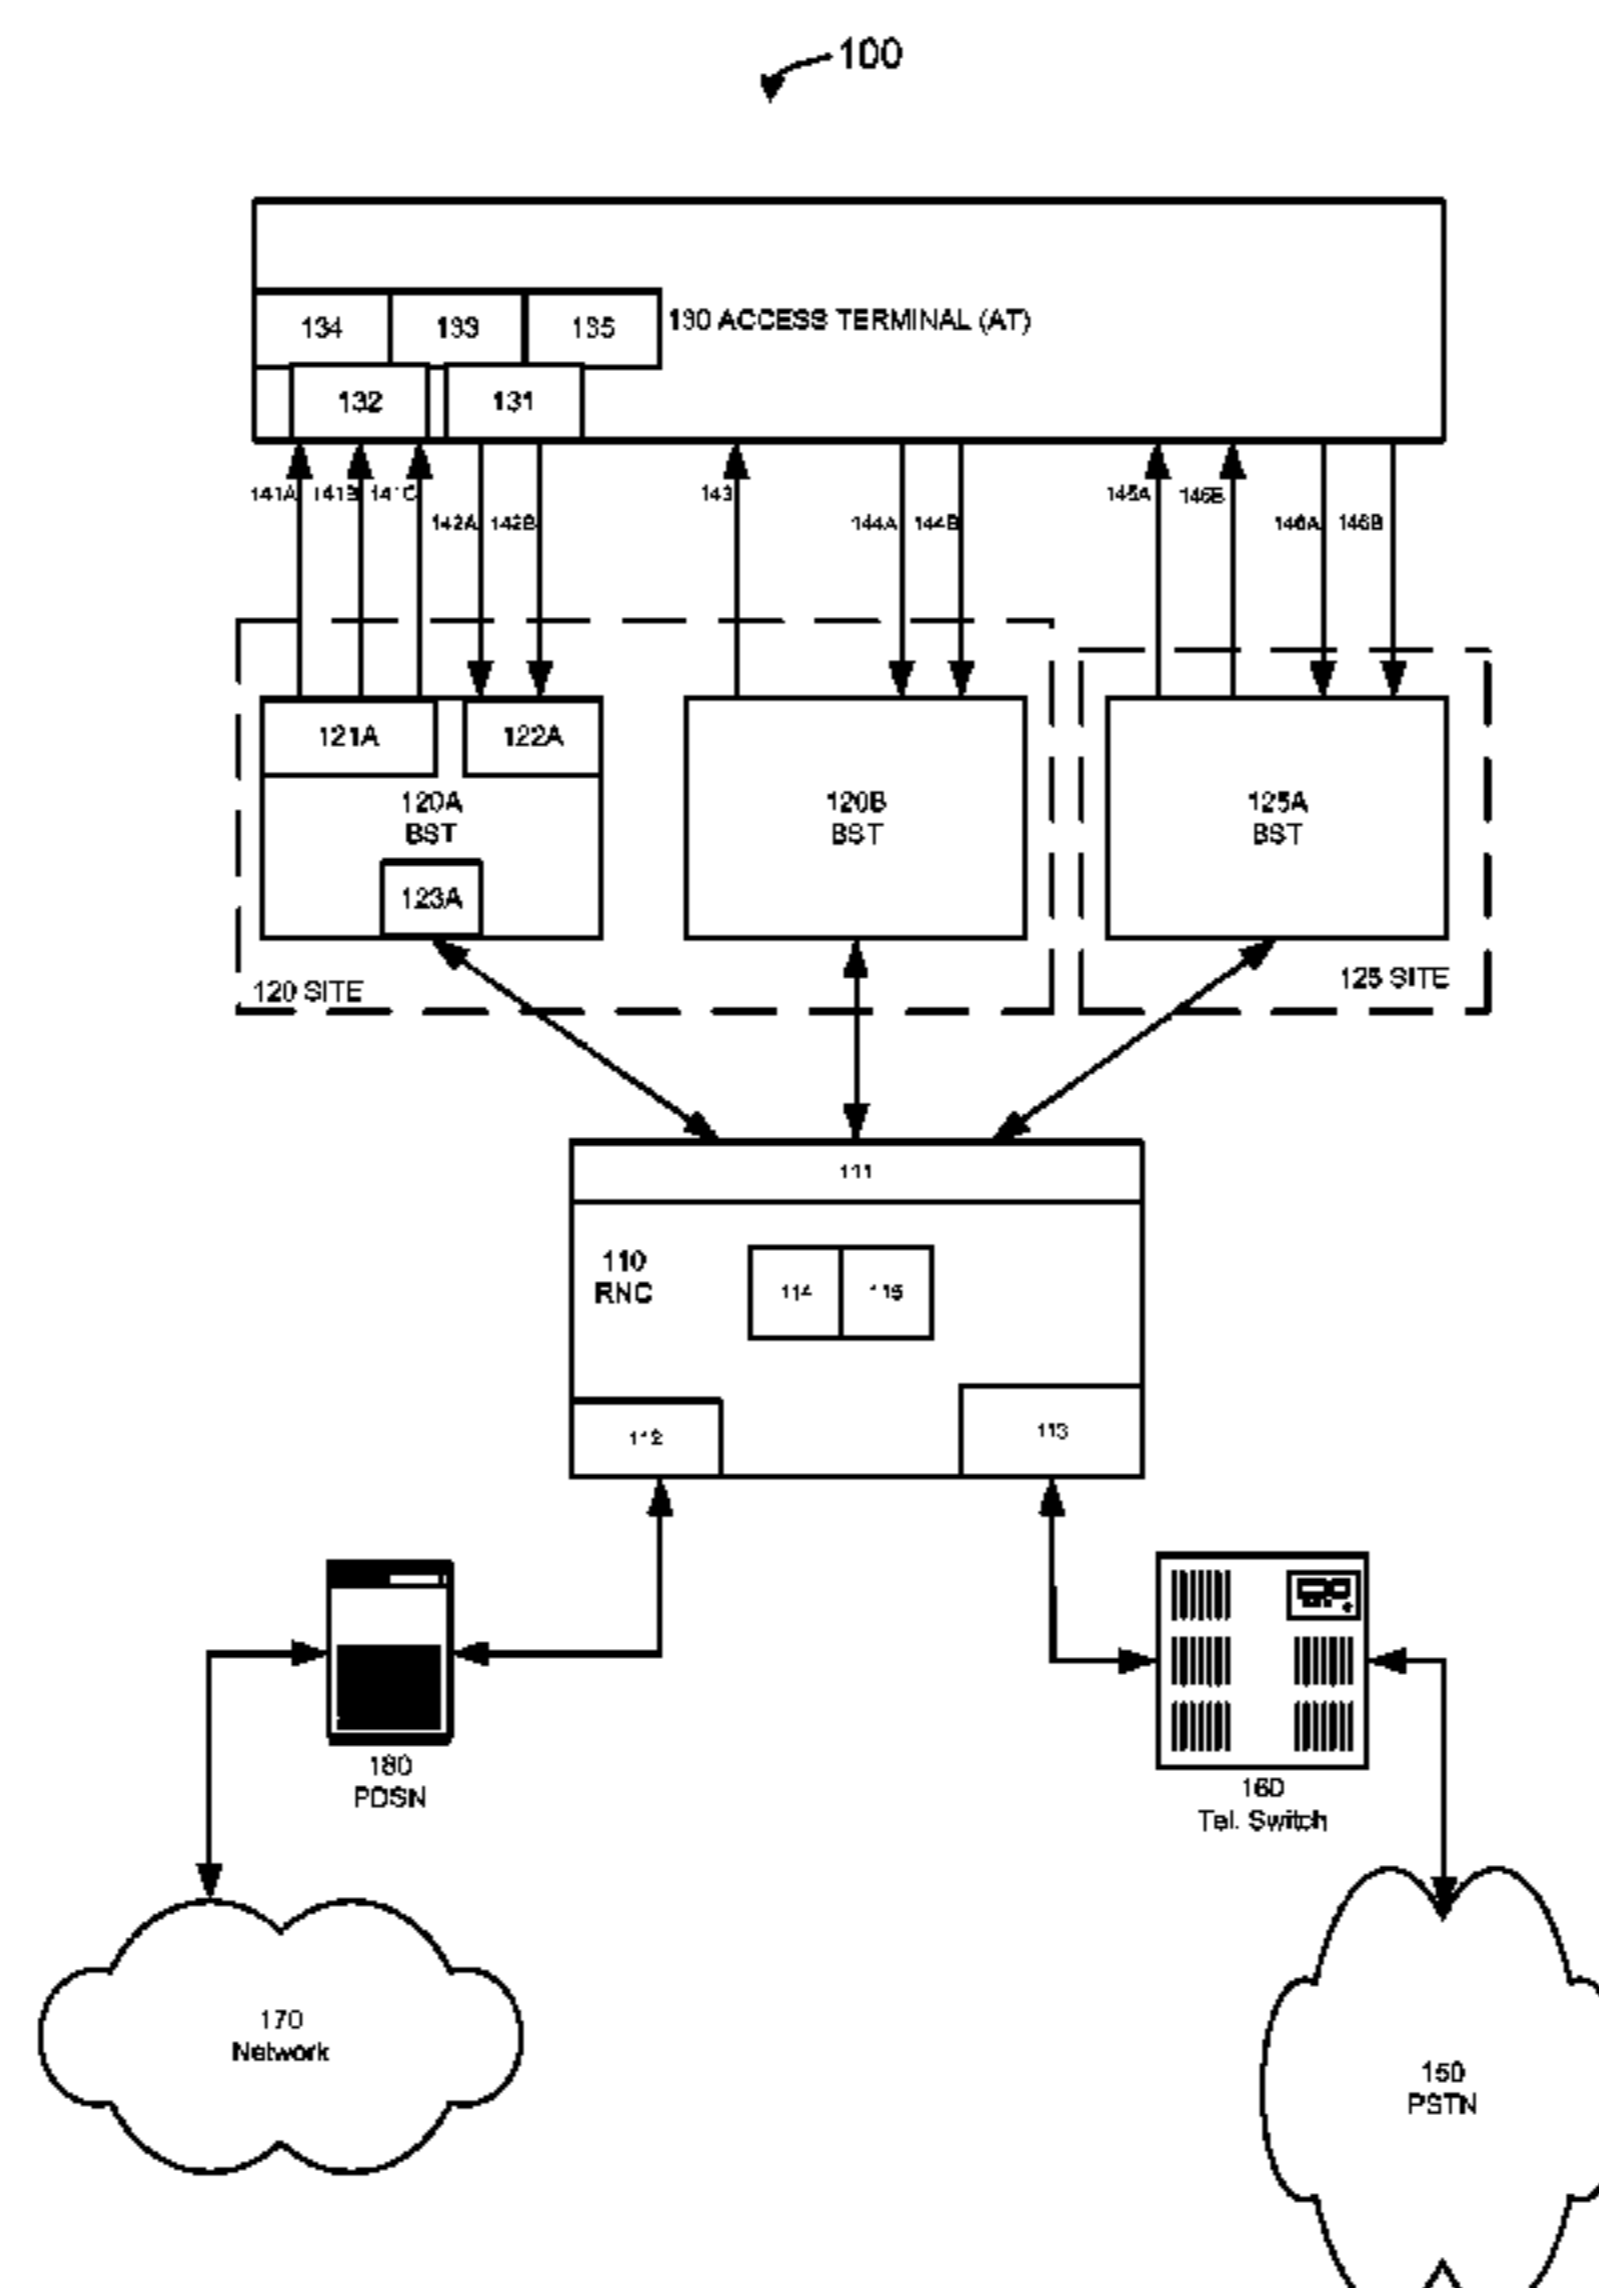 100
134 133 135 130 ACCESS TERMINAL (AT)
132 131
141A 141B 141C 143 145A 145B
142A 142B 144A 144B 146A 146B
121A 122A
120A
BST
120B
BST
125A
BST
123A
120 SITE
125 SITE
111
110
RNC
114 115
112
113
180
PDSN
160
Tel. Switch
170
Network
150
PSTN